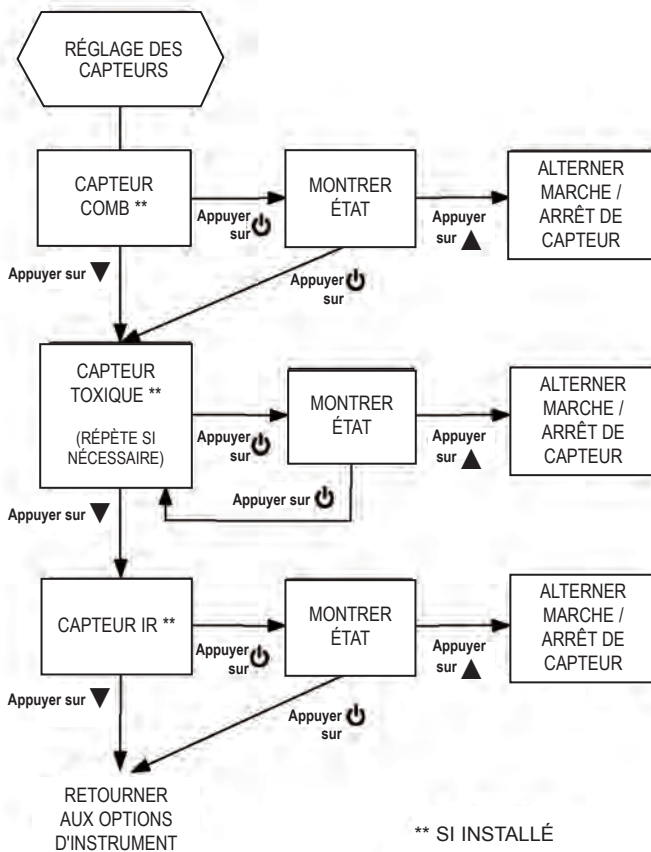 RÉGLAGE DES
CAPTEURS
CAPTEUR
COMB **
Appuyer
sur
MONTRER
ÉTAT
Appuyer
sur ▲
ALTERNER
MARCHE /
ARRÊT DE
CAPTEUR
Appuyer sur ▼
Appuyer
sur
CAPTEUR
TOXIQUE **
(RÉPÈTE SI
NÉCESSAIRE)
Appuyer
sur
MONTRER
ÉTAT
Appuyer
sur ▲
ALTERNER
MARCHE /
ARRÊT DE
CAPTEUR
Appuyer sur
Appuyer sur ▼
CAPTEUR IR **
Appuyer
sur
MONTRER
ÉTAT
Appuyer
sur ▲
ALTERNER
MARCHE /
ARRÊT DE
CAPTEUR
Appuyer sur ▼
Appuyer
sur
RETOURNER
AUX OPTIONS
D'INSTRUMENT
** SI INSTALLÉ